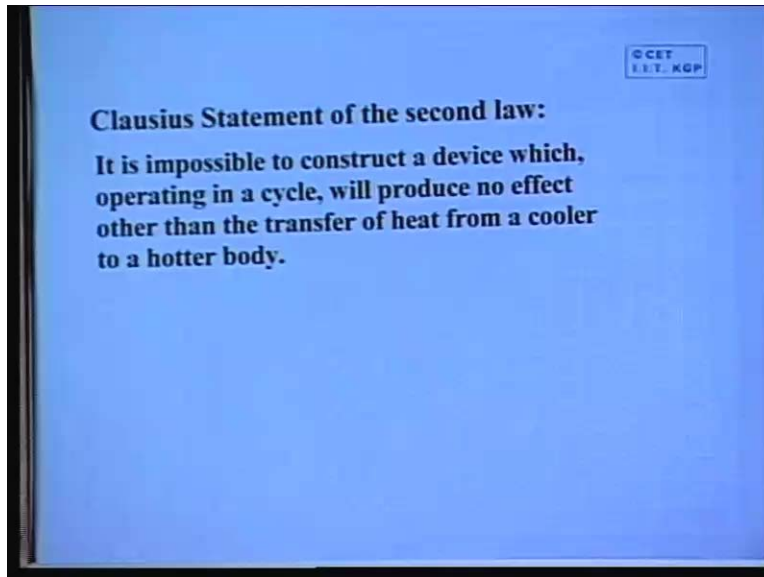 © CET
I.I.T. KGP
Clausius Statement of the second law:
It is impossible to construct a device which,
operating in a cycle, will produce no effect
other than the transfer of heat from a cooler
to a hotter body.